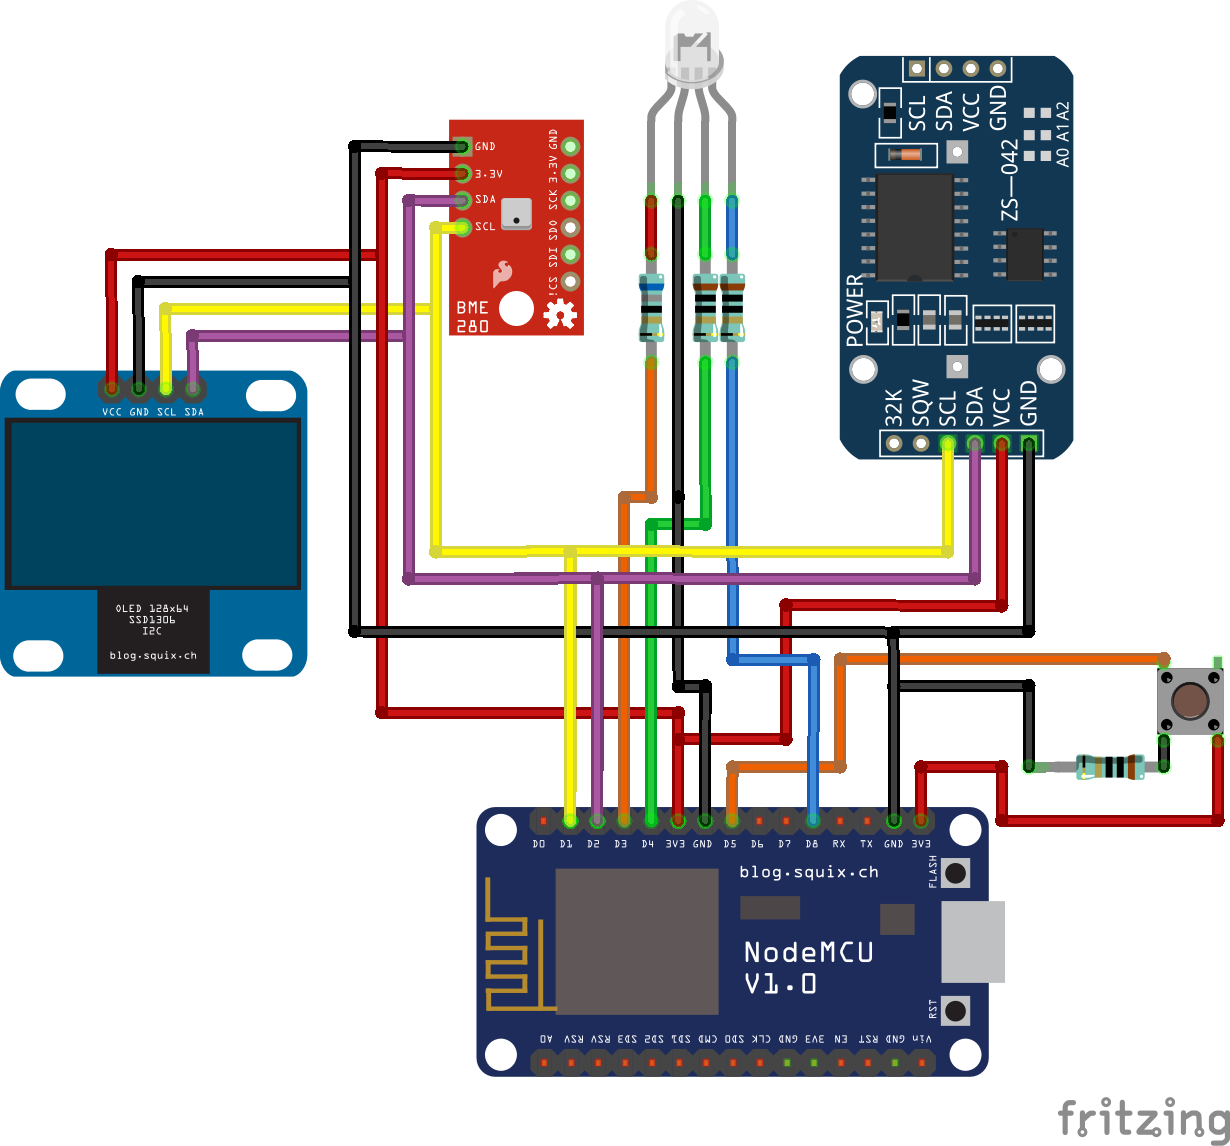 SCL SDA VCC GND
A0 A1 A2
ZS-042
POWER
32K SQW SCL SDA VCC GND
GND
3.3V
SDA
SCL
GND
3.3V
SCK
SDO
SDI
!CS
BME
280
VCC GND SCL SDA
OLED 128x64
SSD1306
I2C
blog.squix.ch
D0 D1 D2 D3 D4 3V3 GND D5 D6 D7 D8 RX TX GND 3V3
blog.squix.ch
FLASH
NodeMCU
V1.0
RST
A0 RSV RSV SD3 SD2 SD1 CMD SDO CLK GND 3V3 EN RST GND Vin
fritzing